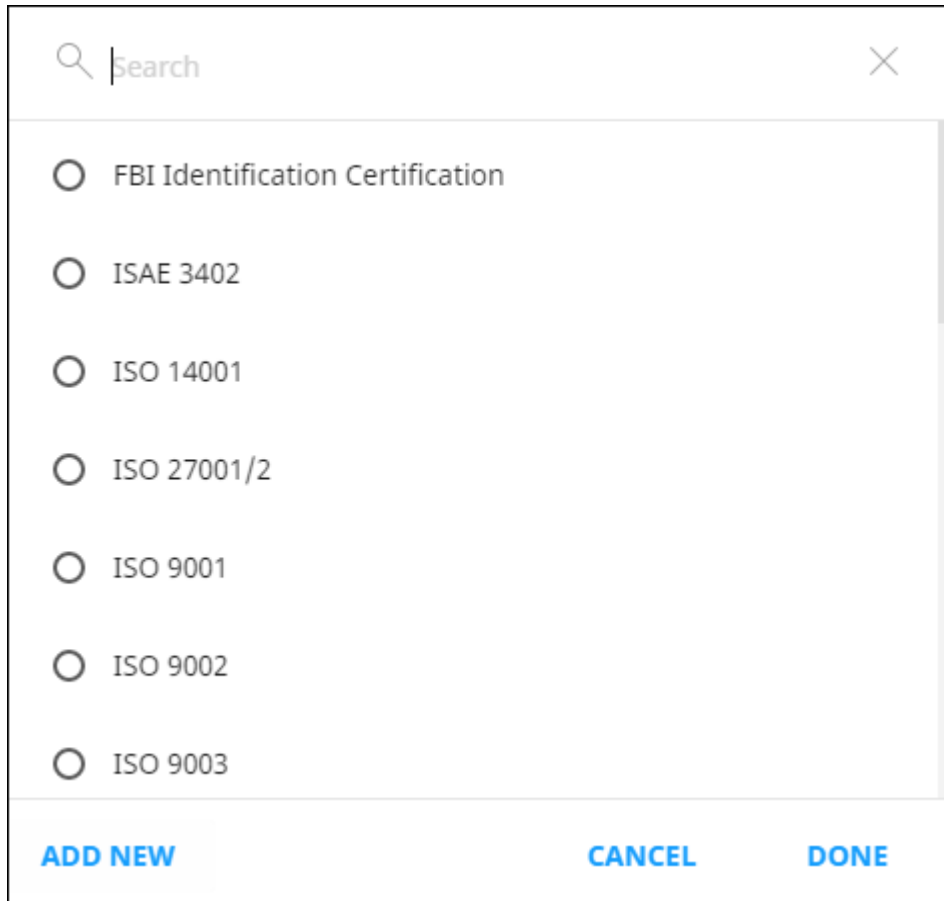 Search
FBI Identification Certification
ISAE 3402
ISO 14001
ISO 27001/2
ISO 9001
ISO 9002
ISO 9003
ADD NEW CANCEL DONE